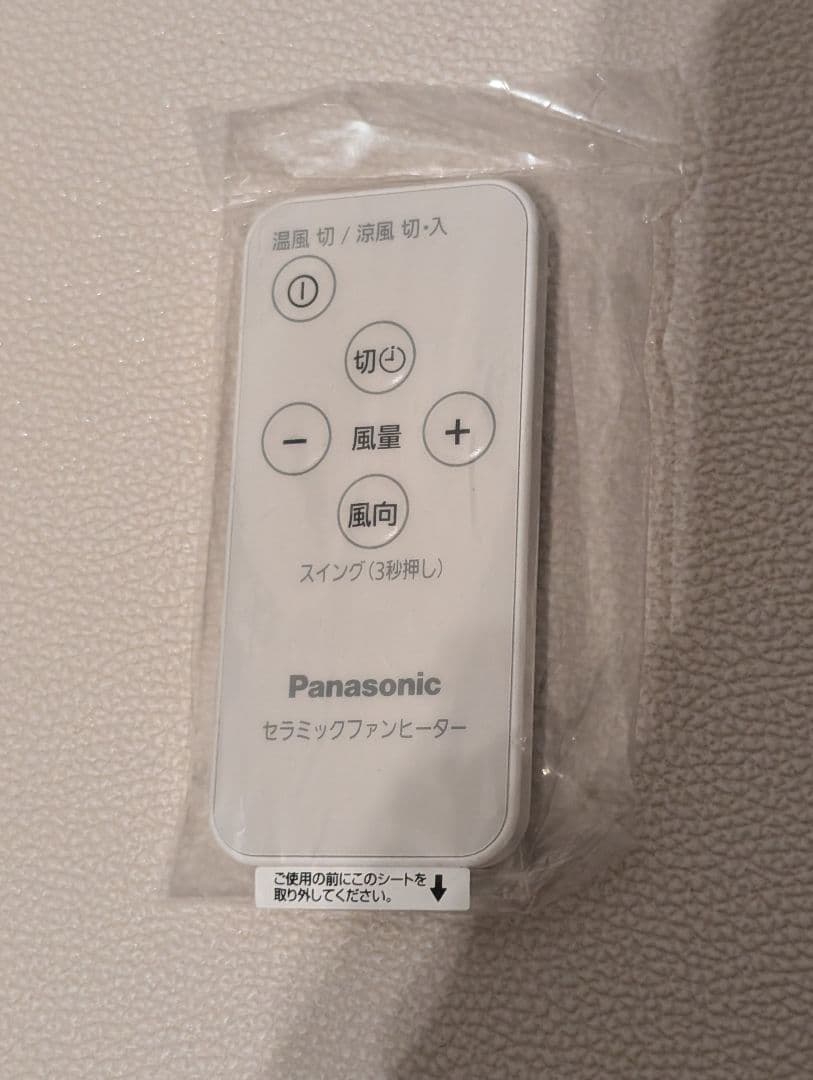 温風 切 / 涼風 切・入
切
− 風量 +
風向
スイング(3秒押し)
Panasonic
セラミックファンヒーター
ご使用の前にこのシートを
取り外してください。